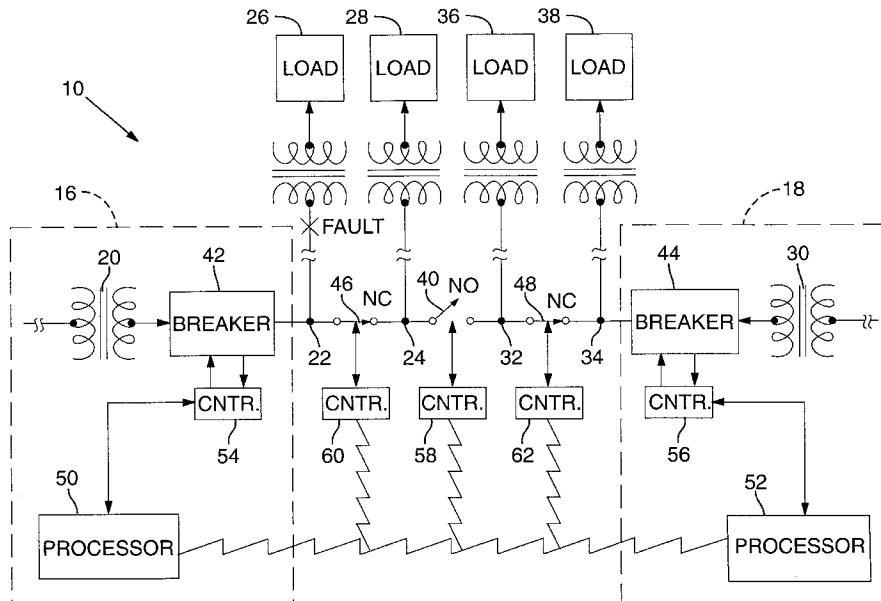 26 28 36 38
LOAD LOAD LOAD LOAD
10
16 18
FAULT
20 42 46 NC 40 NO 48 NC 44 30
BREAKER BREAKER
22 24 32 34
CNTR. CNTR. CNTR. CNTR. CNTR.
54 60 58 62 56
50 52
PROCESSOR PROCESSOR